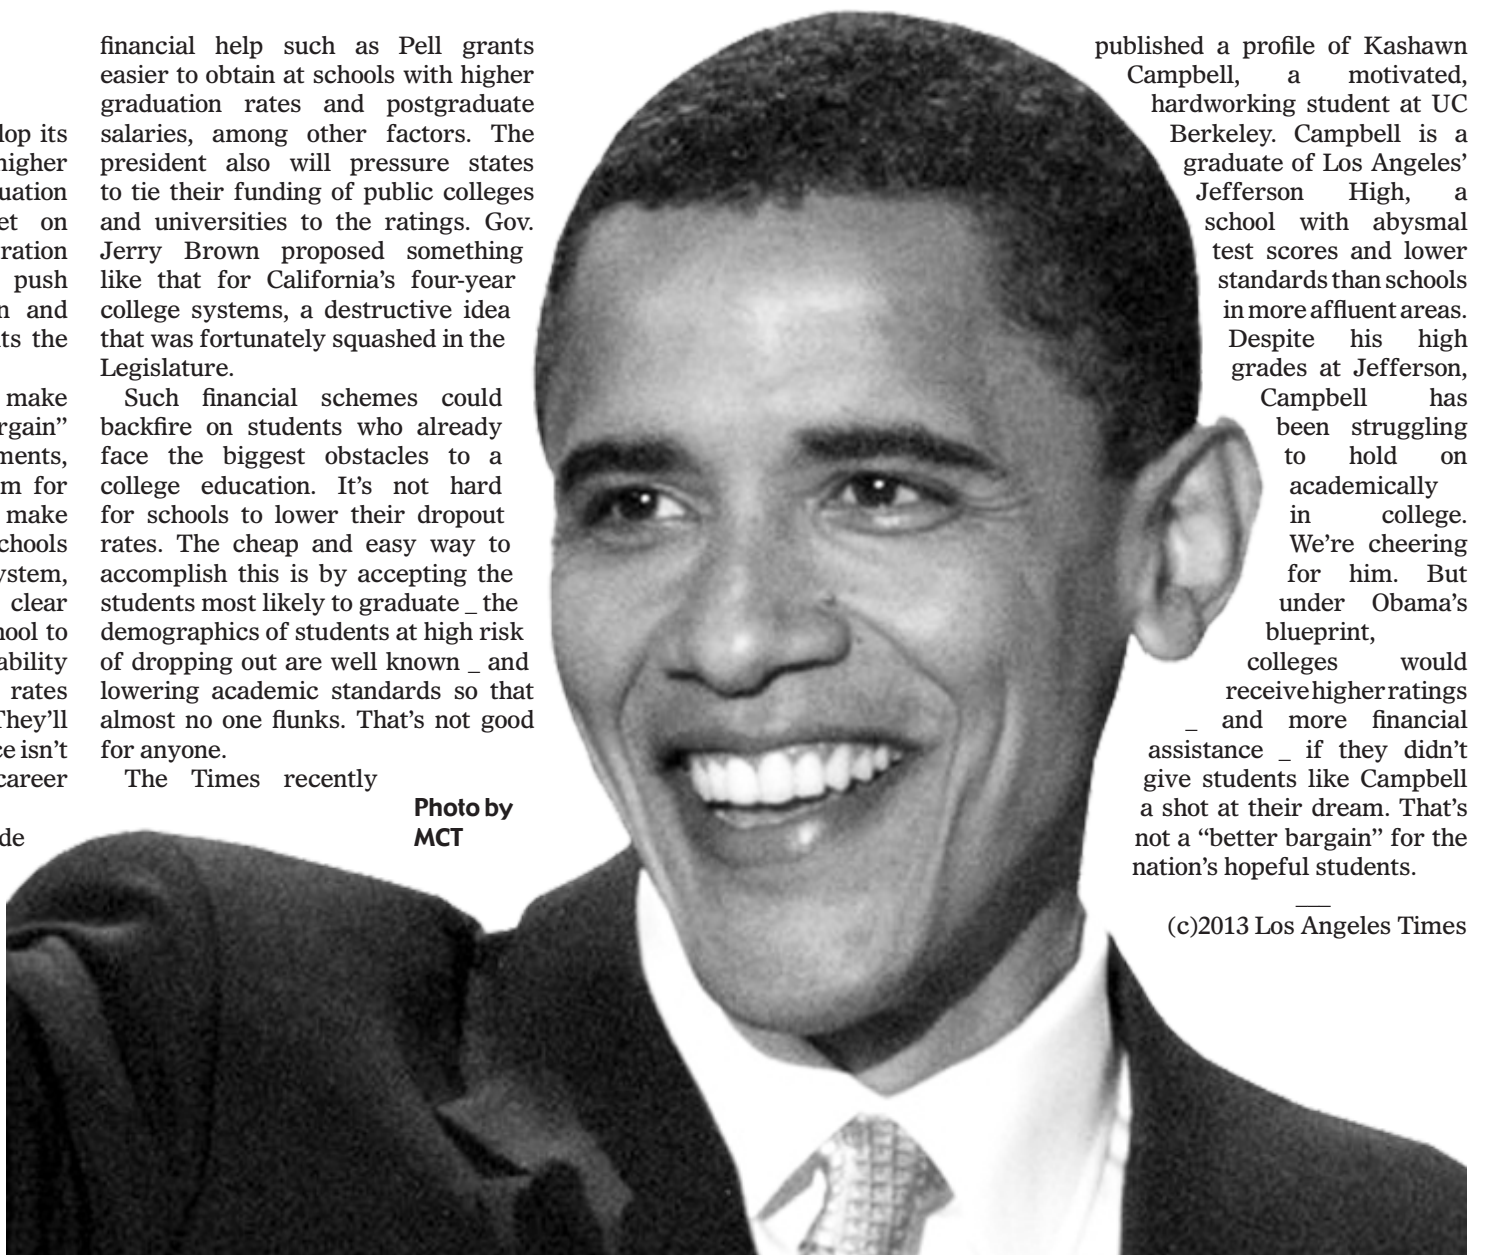 lop its
higher
uation
et on
ration
push
n and
ts the
make
rgain”
ments,
m for
make
chools
ystem,
clear
hool to
ability
rates
They’ll
ce isn’t
career
de
financial help such as Pell grants
easier to obtain at schools with higher
graduation rates and postgraduate
salaries, among other factors. The
president also will pressure states
to tie their funding of public colleges
and universities to the ratings. Gov.
Jerry Brown proposed something
like that for California’s four-year
college systems, a destructive idea
that was fortunately squashed in the
Legislature.
Such financial schemes could
backfire on students who already
face the biggest obstacles to a
college education. It’s not hard
for schools to lower their dropout
rates. The cheap and easy way to
accomplish this is by accepting the
students most likely to graduate _ the
demographics of students at high risk
of dropping out are well known _ and
lowering academic standards so that
almost no one flunks. That’s not good
for anyone.
The Times recently
Photo by
MCT
published a profile of Kashawn
Campbell, a motivated,
hardworking student at UC
Berkeley. Campbell is a
graduate of Los Angeles’
Jefferson High, a
school with abysmal
test scores and lower
standards than schools
in more affluent areas.
Despite his high
grades at Jefferson,
Campbell has
been struggling
to hold on
academically
in college.
We’re cheering
for him. But
under Obama’s
blueprint,
colleges would
receive higher ratings
_ and more financial
assistance _ if they didn’t
give students like Campbell
a shot at their dream. That’s
not a “better bargain” for the
nation’s hopeful students.
___
(c)2013 Los Angeles Times